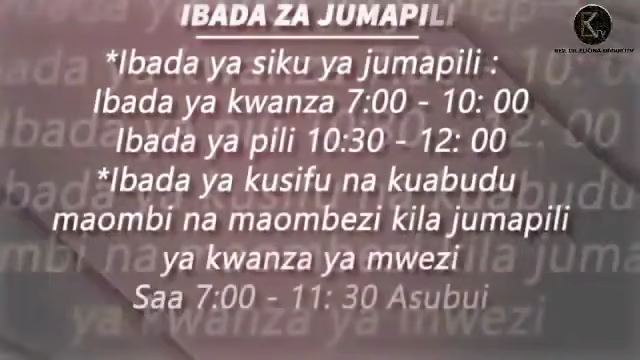 IBADA ZA JUMAPILI
*Ibada ya siku ya jumapili :
Ibada ya kwanza 7:00 - 10: 00
Ibada ya pili 10:30 - 12: 00
*Ibada ya kusifu na kuabudu
maombi na maombezi kila jumapili
ya kwanza ya mwezi
Saa 7:00 - 11: 30 Asubui